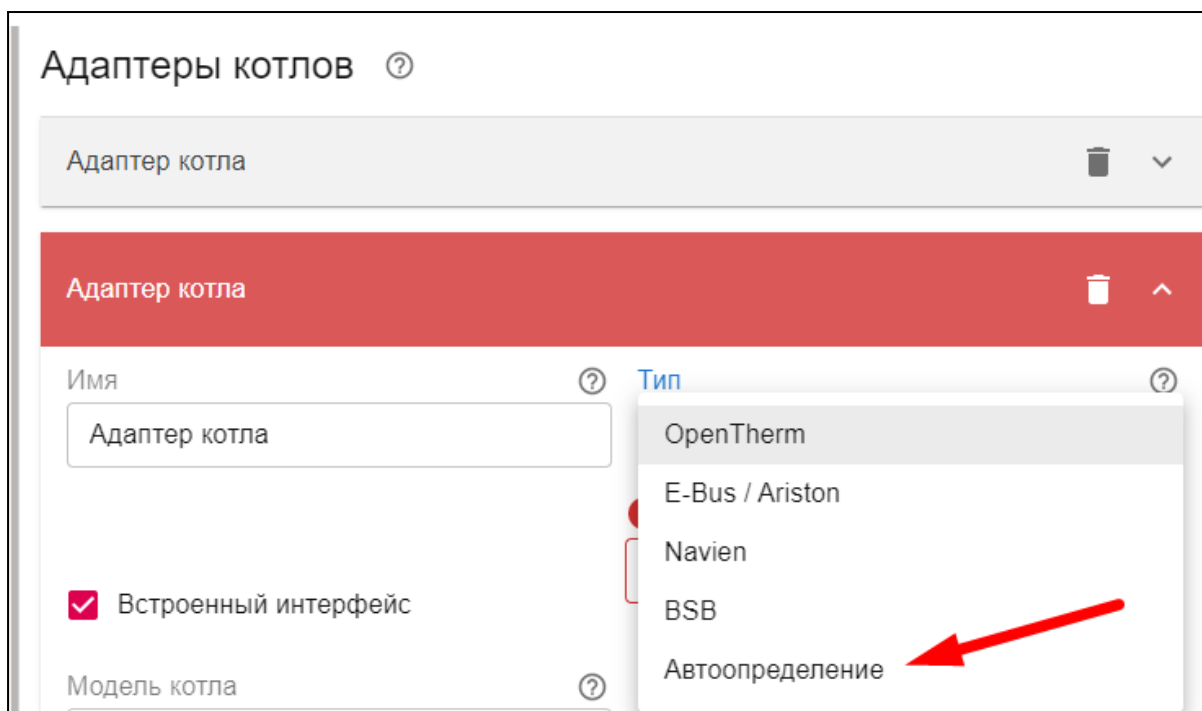 Адаптеры котлов
Адаптер котла
Адаптер котла
Имя
Тип
Адаптер котла
OpenTherm
E-Bus / Ariston
Navien
BSB
Автоопределение
Встроенный интерфейс
Модель котла